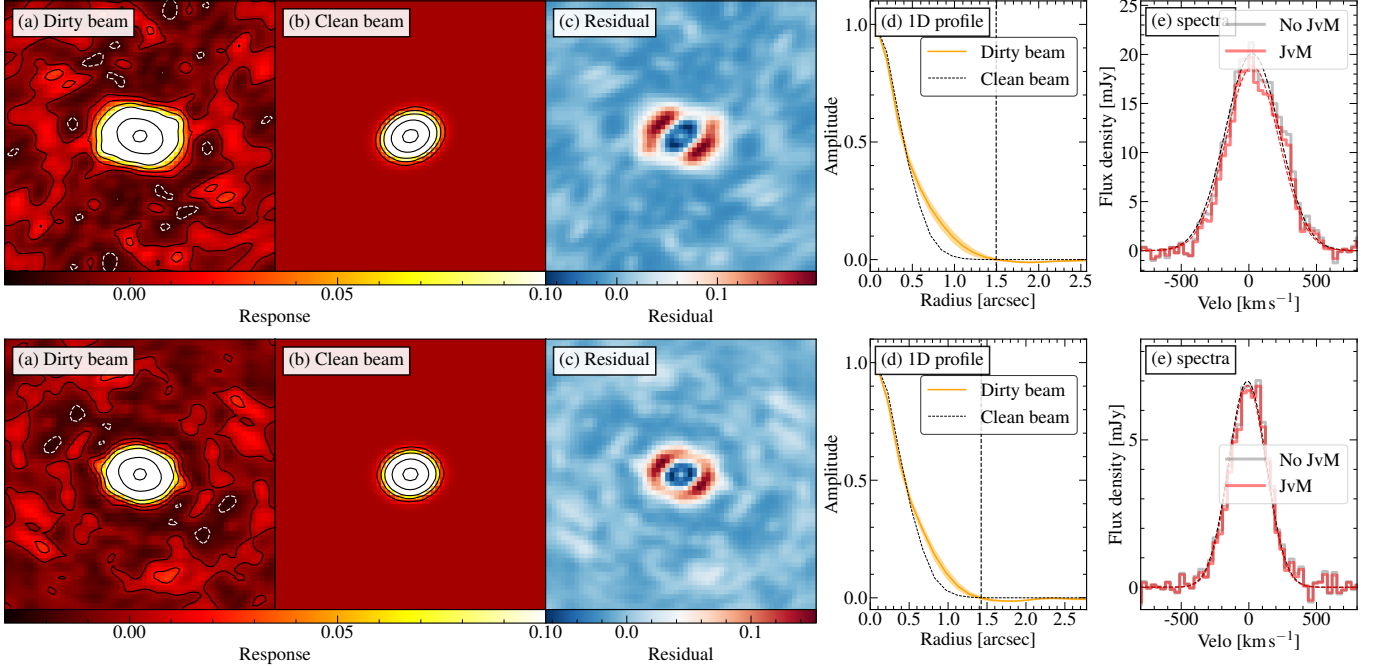 (a) Dirty beam
(b) Clean beam
(c) Residual
(d) 1D profile
(e) spectra
Dirty beam
Clean beam
No JvM
JvM
Amplitude
1.0
0.5
0.0
Flux density [mJy]
25
20
15
10
5
0
0.00
0.05
0.10
0.0
0.1
0.0 0.5 1.0 1.5 2.0 2.5
-500
0
500
Response
Residual
Radius [arcsec]
Velo [km s⁻¹]
(a) Dirty beam
(b) Clean beam
(c) Residual
(d) 1D profile
(e) spectra
Dirty beam
Clean beam
No JvM
JvM
Amplitude
1.0
0.5
0.0
Flux density [mJy]
5
0
0.00
0.05
0.10
0.0
0.1
0.0 0.5 1.0 1.5 2.0 2.5
-500
0
500
Response
Residual
Radius [arcsec]
Velo [km s⁻¹]